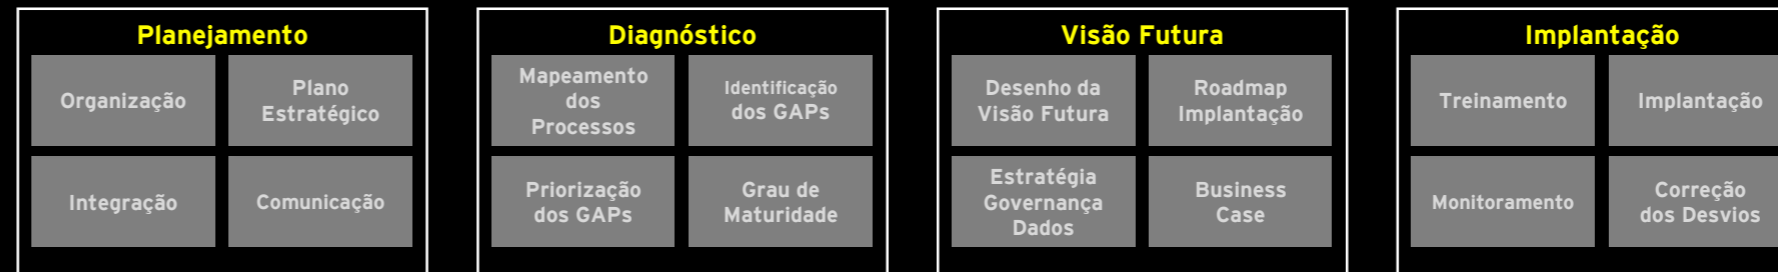 Planejamento
Organização
Plano
Estratégico
Integração
Comunicação
Diagnóstico
Mapeamento
dos
Processos
Identificação
dos GAPs
Priorização
dos GAPs
Grau de
Maturidade
Visão Futura
Desenho da
Visão Futura
Roadmap
Implantação
Estratégia
Governança
Dados
Business
Case
Implantação
Treinamento
Implantação
Monitoramento
Correção
dos Desvios